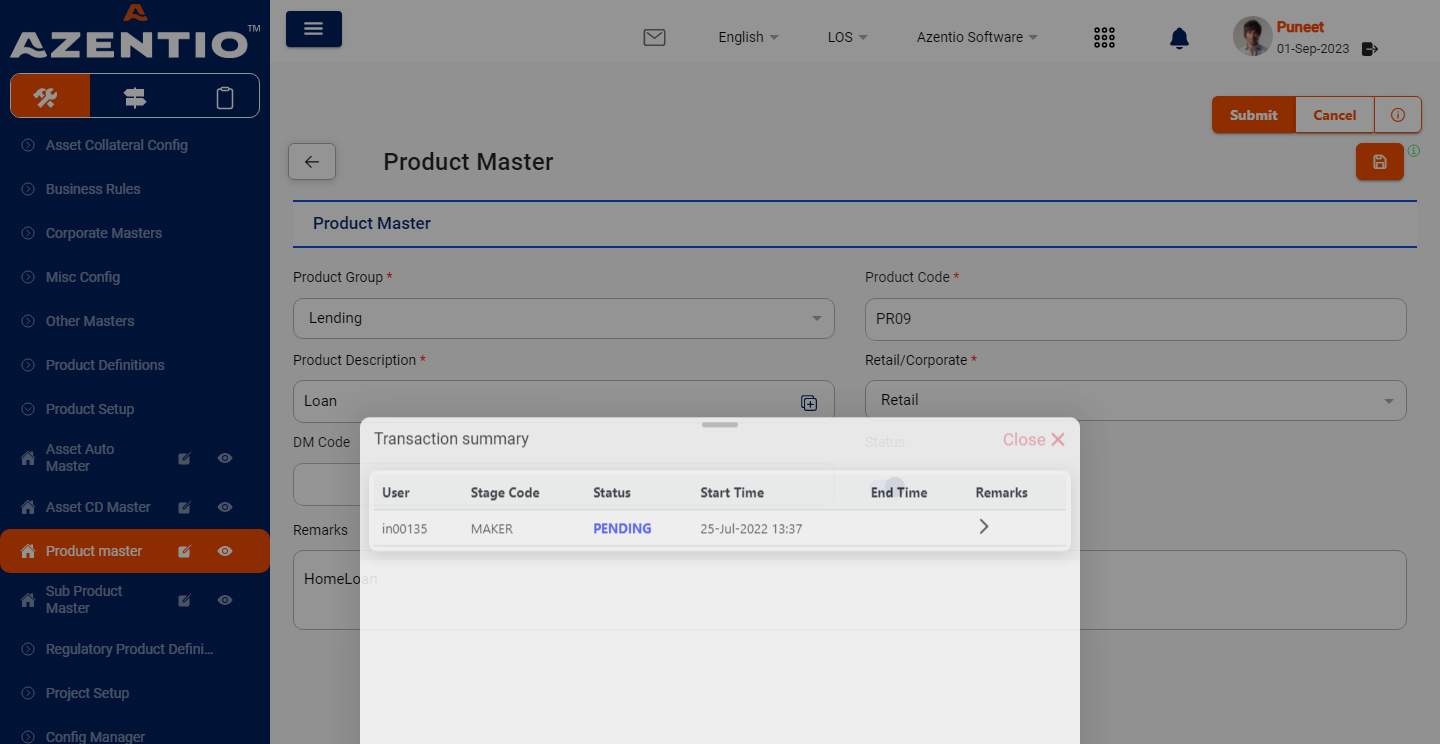 AZENTIO™
English
LOS
Azentio Software
Puneet
01-Sep-2023
Submit
Cancel
Product Master
Product Master
Asset Collateral Config
Business Rules
Corporate Masters
Misc Config
Other Masters
Product Definitions
Product Setup
Asset Auto
Master
Asset CD Master
Product master
Sub Product
Master
Regulatory Product Defini...
Project Setup
Config Manager
Product Group *
Product Code *
Lending
PR09
Product Description *
Retail/Corporate *
Loan
Retail
DM Code
Status
Remarks
HomeLoan
Transaction summary
Close
User Stage Code Status Start Time End Time Remarks
in00135 MAKER PENDING 25-Jul-2022 13:37